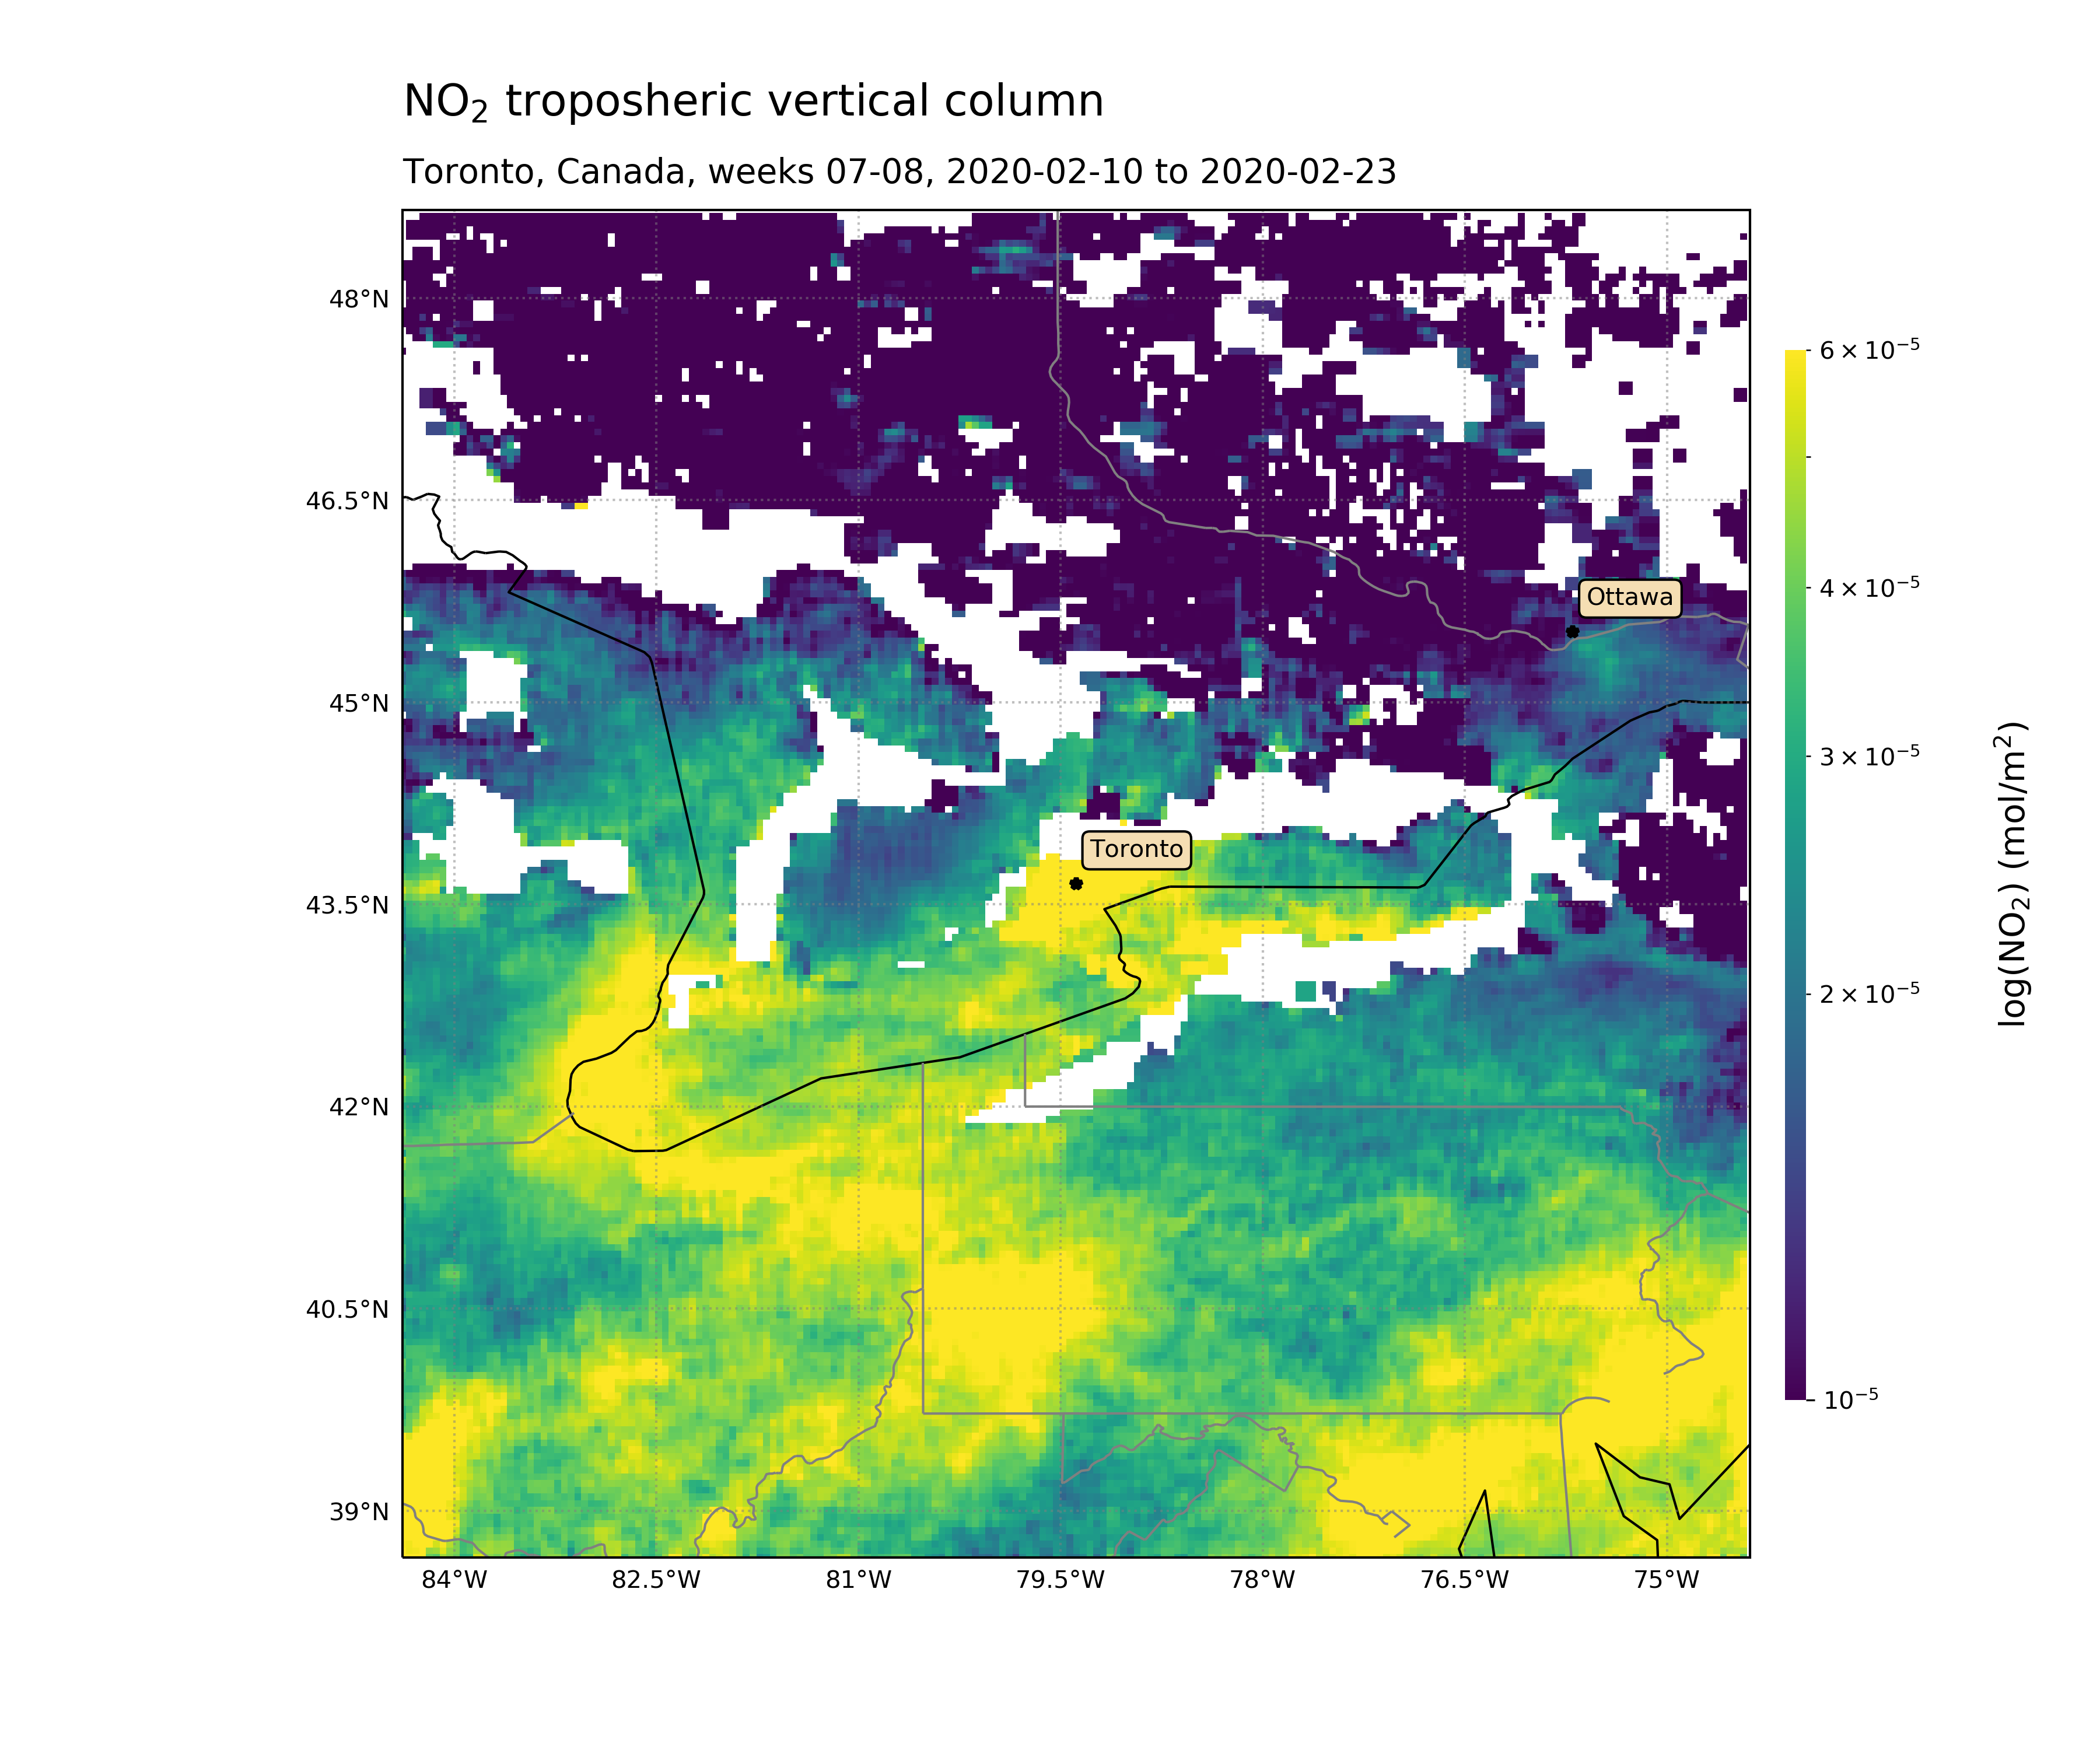 NO₂ troposheric vertical column
Toronto, Canada, weeks 07-08, 2020-02-10 to 2020-02-23
48°N
46.5°N
45°N
43.5°N
42°N
40.5°N
39°N
84°W 82.5°W 81°W 79.5°W 78°W 76.5°W 75°W
Ottawa
Toronto
6 × 10⁻⁵
4 × 10⁻⁵
3 × 10⁻⁵
2 × 10⁻⁵
10⁻⁵
log(NO₂) (mol/m²)